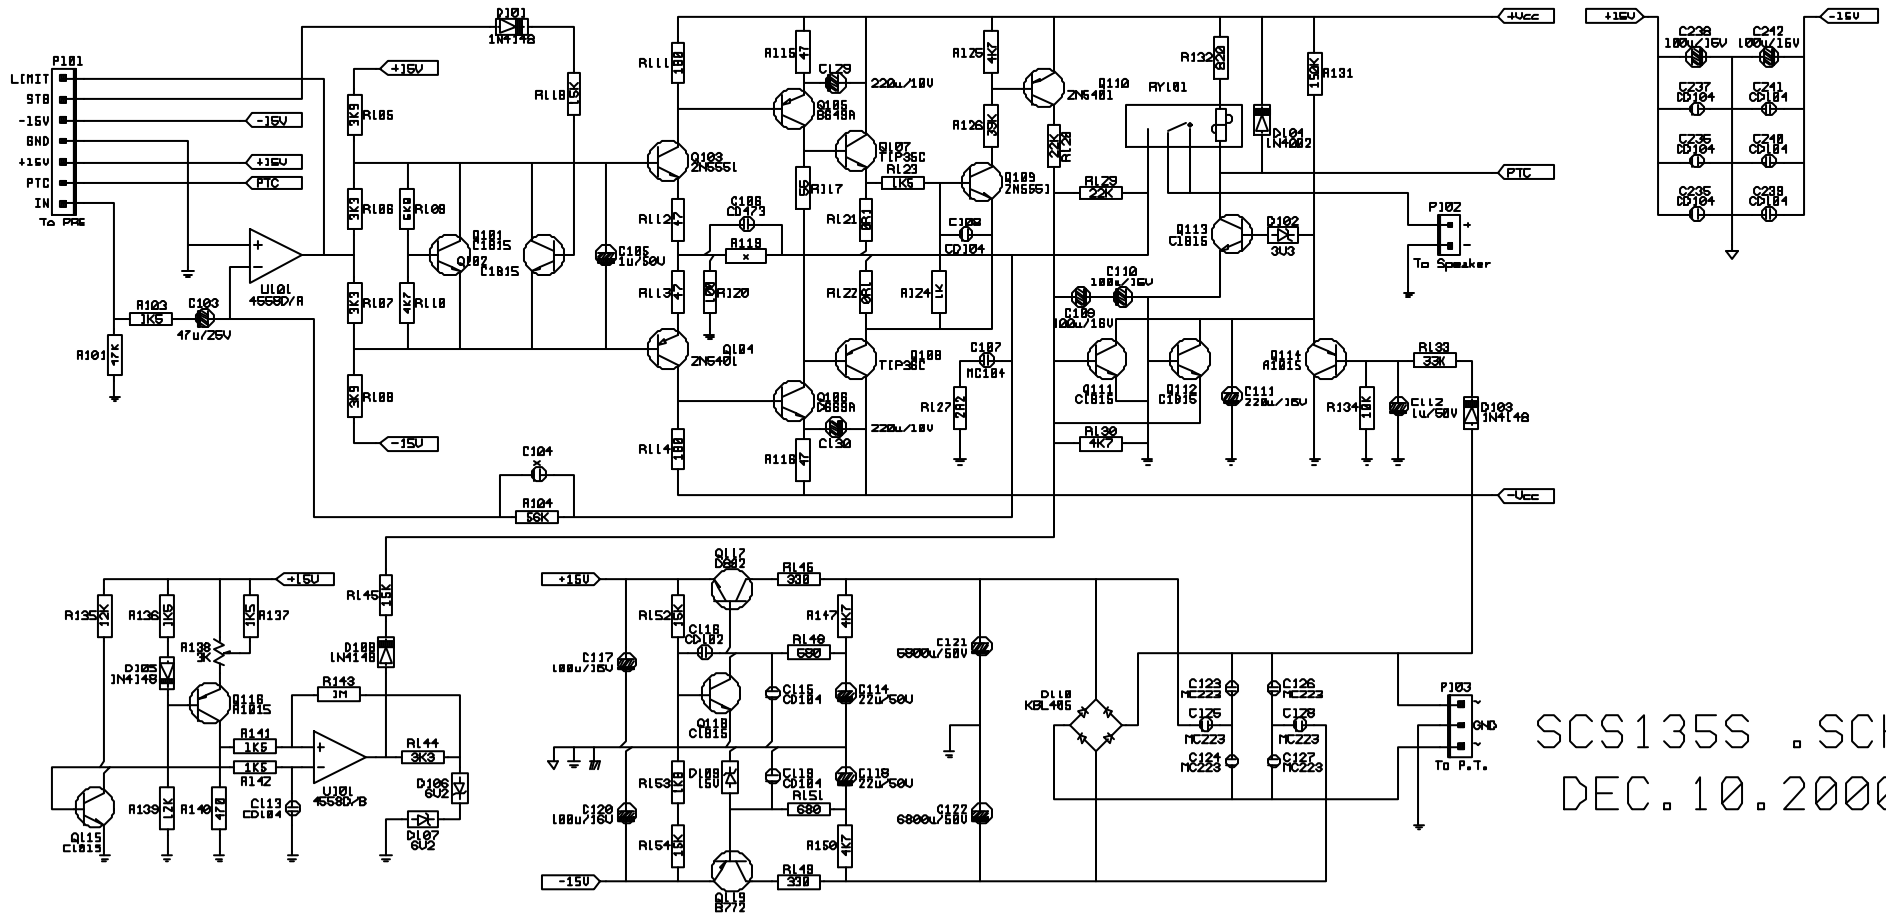 P101
LIMIT
STB
-15V
GND
+15V
PTC
IN
To PRE
-15V
+15V
PTC
+15V
-15V
D101
1N4148
R105
3K9
R106
3K3
R107
3K3
R108
3K9
R109
R110
4K7
R118
15K
Q101
C1815
Q102
C1815
C105
1u/50V
U101
4558D/A
R103
1K5
C103
47u/25V
R101
47K
C104
x
R104
56K
R111
180
R112
47
R113
47
R114
180
Q103
2N5551
Q104
2N5401
C106
CD473
R119
x
R120
100
R115
47
C129
220u/10V
Q105
R117
Q106
C130
220u/10V
R116
47
Q107
TIP35C
R121
0R1
R122
0R1
Q108
TIP36C
R123
1K5
R124
1K
C102
CD104
R125
4K7
R126
39K
Q109
2N5551
C107
MC104
R127
2R2
Q110
2N5401
R128
22K
R129
22K
RY101
R132
820
D104
1N4002
R131
150K
+Vcc
PTC
-Vcc
Q113
C1815
D102
3V3
C110
100u/16V
C109
100u/16V
Q111
C1815
Q112
C1815
R130
4K7
C111
220u/16V
Q114
A1015
R133
33K
R134
10K
C112
1u/50V
D103
1N4148
P102
+
-
To Speaker
+15V
-15V
C238
100u/16V
C242
100u/16V
C237
CD104
C241
CD104
C236
CD104
C240
CD104
C235
CD104
C239
CD104
+15V
R135
12K
R136
1K5
R137
1K5
R138
1K
D105
1N4148
Q116
A1015
R139
12K
R140
470
R141
1K5
R142
1K5
R143
1M
R144
3K3
R145
15K
D108
1N4148
D106
6V2
D107
6V2
C113
CD104
U101
4558D/B
Q115
C1815
+15V
-15V
Q117
D882
R146
330
R147
4K7
R152
15K
C116
CD102
R148
680
C117
100u/16V
C115
CD104
C114
22u/50V
Q118
C1815
R153
1K8
D109
15V
C119
CD104
C118
22u/50V
R151
680
C120
100u/16V
R154
15K
R150
4K7
R149
330
Q119
B772
C121
6800u/50V
C122
6800u/50V
D110
KBL405
C123
MC223
C126
MC223
C125
MC223
C128
MC223
C124
MC223
C127
MC223
P103
~
GND
~
To P.T.
SCS135S .SCH
DEC.10.2000